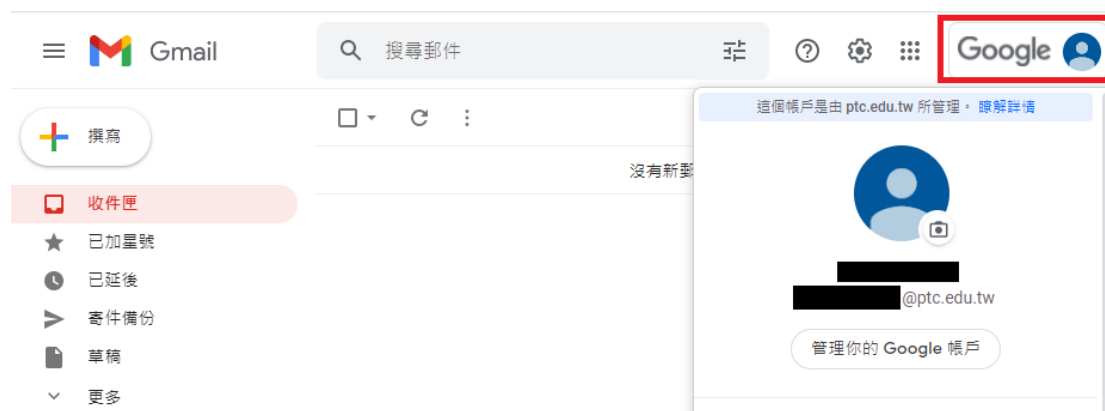 Gmail
搜尋郵件
Google
這個帳戶是由 ptc.edu.tw 所管理。瞭解詳情
撰寫
沒有新郵
收件匣
已加星號
已延後
@ptc.edu.tw
寄件備份
管理你的 Google 帳戶
草稿
更多